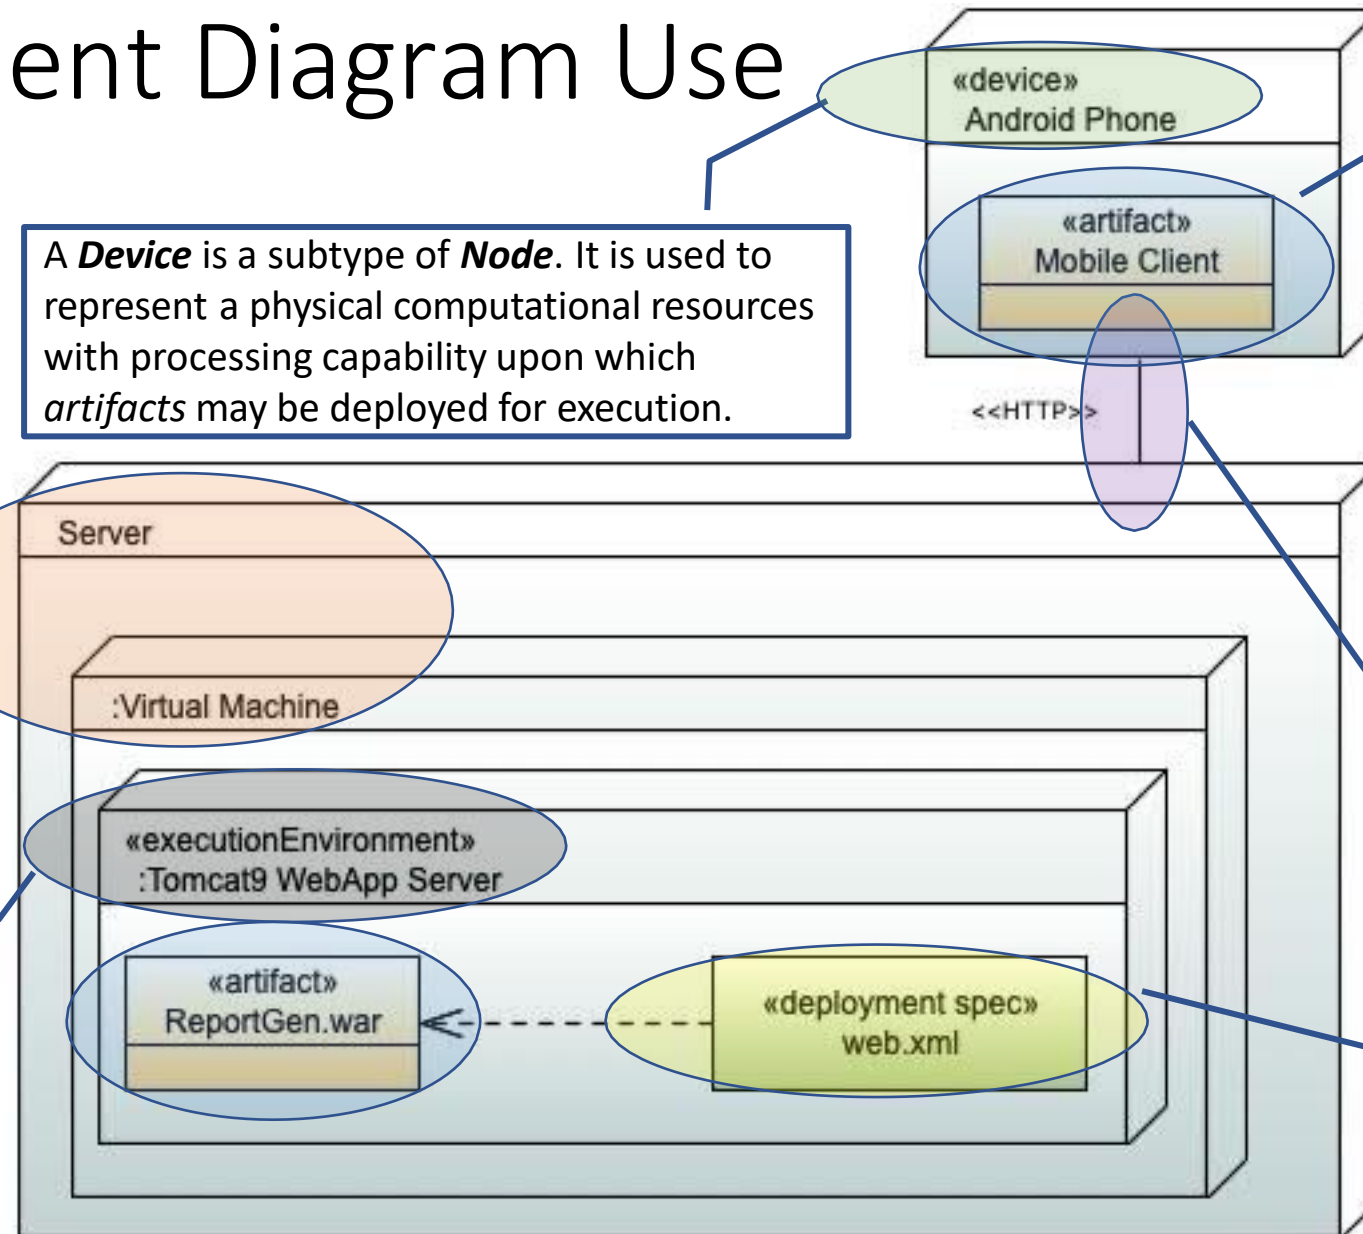 ent Diagram Use
«device»
Android Phone
«artifact»
Mobile Client
A Device is a subtype of Node. It is used to
represent a physical computational resources
with processing capability upon which
artifacts may be deployed for execution.
<<HTTP>>
Server
:Virtual Machine
«executionEnvironment»
:Tomcat9 WebApp Server
«artifact»
ReportGen.war
«deployment spec»
web.xml